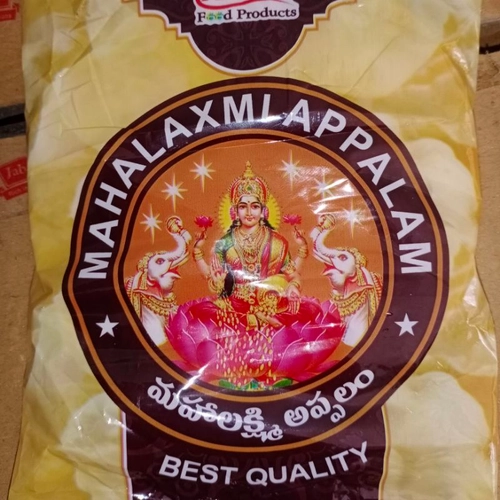 Food Products
MAHALAXMI APPALAM
మహాలక్ష్మి అప్పలం
BEST QUALITY